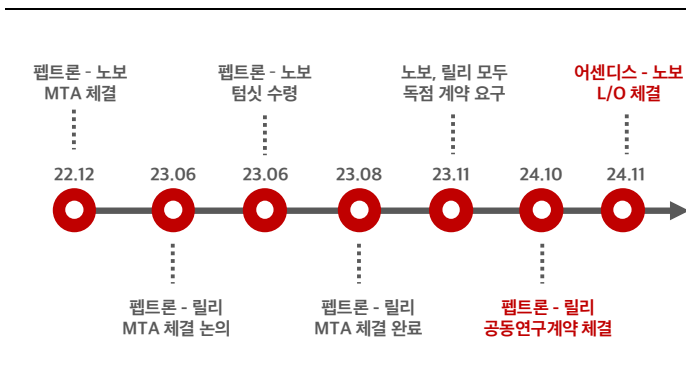 펩트론 - 노보
MTA 체결
펩트론 - 노보
텀싯 수령
노보, 릴리 모두
독점 계약 요구
어센디스 - 노보
L/O 체결
22.12
23.06
23.06
23.08
23.11
24.10
24.11
펩트론 - 릴리
MTA 체결 논의
펩트론 - 릴리
MTA 체결 완료
펩트론 - 릴리
공동연구계약 체결